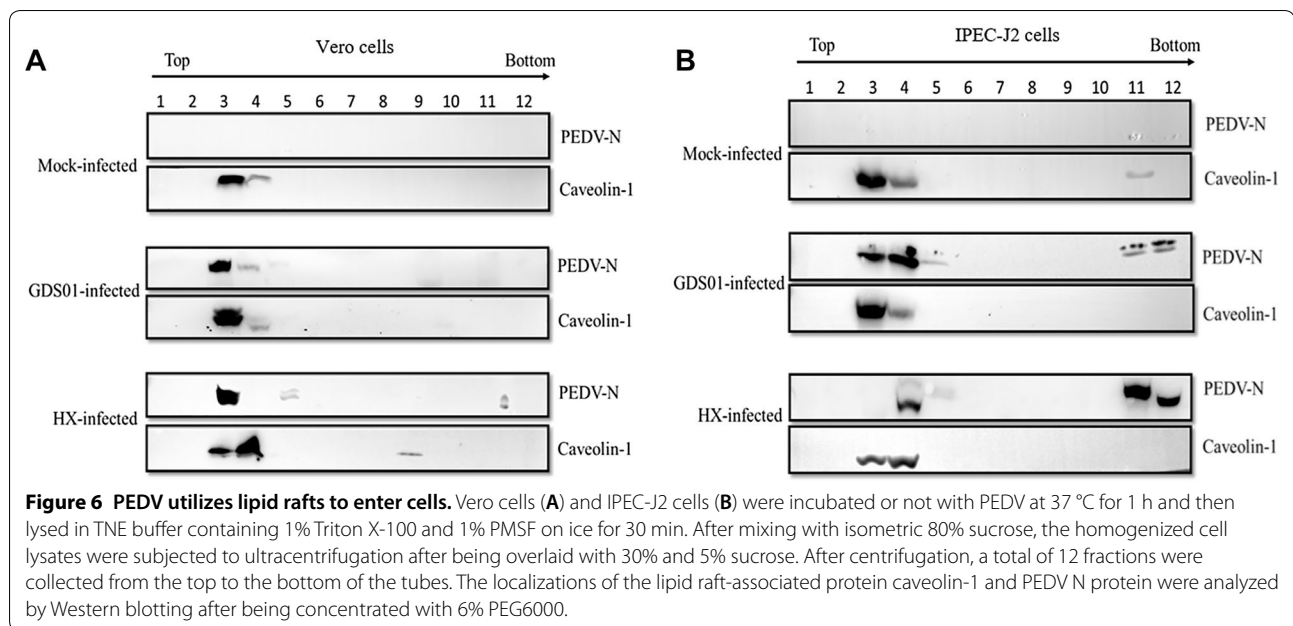 A
Vero cells
Top
Bottom
1 2 3 4 5 6 7 8 9 10 11 12
Mock-infected
PEDV-N
Caveolin-1
GDS01-infected
PEDV-N
Caveolin-1
HX-infected
PEDV-N
Caveolin-1
B
IPEC-J2 cells
Top
Bottom
1 2 3 4 5 6 7 8 9 10 11 12
Mock-infected
PEDV-N
Caveolin-1
GDS01-infected
PEDV-N
Caveolin-1
HX-infected
PEDV-N
Caveolin-1
Figure 6 PEDV utilizes lipid rafts to enter cells. Vero cells (A) and IPEC-J2 cells (B) were incubated or not with PEDV at 37 °C for 1 h and then
lysed in TNE buffer containing 1% Triton X-100 and 1% PMSF on ice for 30 min. After mixing with isometric 80% sucrose, the homogenized cell
lysates were subjected to ultracentrifugation after being overlaid with 30% and 5% sucrose. After centrifugation, a total of 12 fractions were
collected from the top to the bottom of the tubes. The localizations of the lipid raft-associated protein caveolin-1 and PEDV N protein were analyzed
by Western blotting after being concentrated with 6% PEG6000.